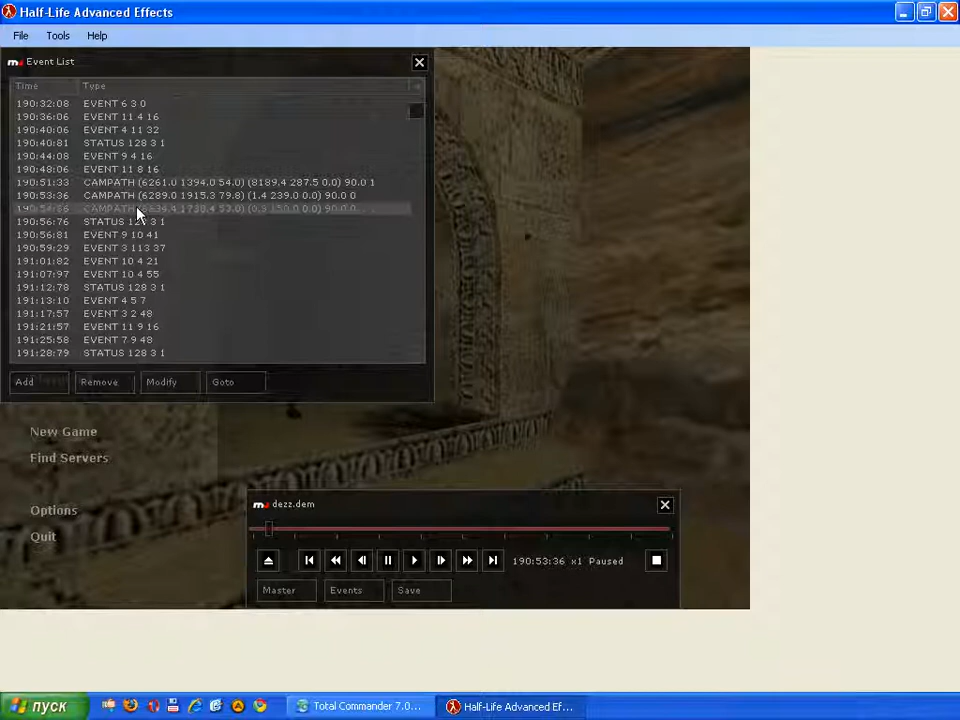 Half-Life Advanced Effects
File Tools Help
Event List
Time Type
190:32:08 EVENT 6 3 0
190:36:06 EVENT 11 4 16
190:40:06 EVENT 4 11 32
190:40:81 STATUS 128 3 1
190:44:08 EVENT 9 4 16
190:48:06 EVENT 11 8 16
190:51:33 CAMPATH (6261.0 1394.0 54.0) (8189.4 287.5 0.0) 90.0 1
190:53:36 CAMPATH (6289.0 1915.3 79.8) (1.4 239.0 0.0) 90.0 0
CAMPATH
190:56:76 STATUS 127 3 1
190:56:81 EVENT 9 10 41
190:59:29 EVENT 3 113 37
191:01:82 EVENT 10 4 21
191:07:97 EVENT 10 4 55
191:12:78 STATUS 128 3 1
191:13:10 EVENT 4 5 7
191:17:57 EVENT 3 2 48
191:21:57 EVENT 11 9 16
191:25:58 EVENT 7 9 48
191:28:79 STATUS 128 3 1
Add Remove Modify Goto
New Game
Find Servers
Options
Quit
dezz.dem
190:53:36 x1 Paused
Master Events Save
пуск Total Commander 7.0... Half-Life Advanced Eff...